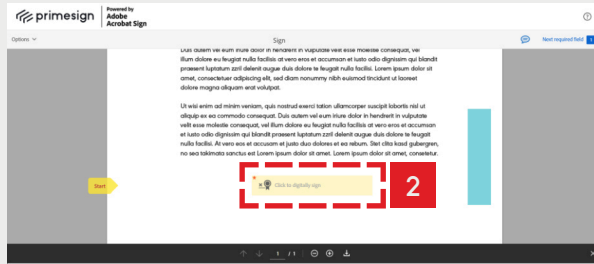 primesign
Powered by
Adobe
Acrobat Sign
Options
Sign
Next required field
1
Duis autem vel eum iriure dolor in hendrerit in vulputate velit esse molestie consequat, vel
illum dolore eu feugiat nulla facilisis at vero eros et accumsan et iusto odio dignissim qui blandit
praesent luptatum zzril delenit augue duis dolore te feugait nulla facilisi. Lorem ipsum dolor sit
amet, consectetuer adipiscing elit, sed diam nonummy nibh euismod tincidunt ut laoreet
dolore magna aliquam erat volutpat.
Ut wisi enim ad minim veniam, quis nostrud exerci tation ullamcorper suscipit lobortis nisl ut
aliquip ex ea commodo consequat. Duis autem vel eum iriure dolor in hendrerit in vulputate
velit esse molestie consequat, vel illum dolore eu feugiat nulla facilisis at vero eros et accumsan
et iusto odio dignissim qui blandit praesent luptatum zzril delenit augue duis dolore te feugait
nulla facilisi. At vero eos et accusam et justo duo dolores et ea rebum. Stet clita kasd gubergren,
no sea takimata sanctus est Lorem ipsum dolor sit amet. Lorem ipsum dolor sit amet, consetetur.
Start
* Click to digitally sign
2
1 / 1